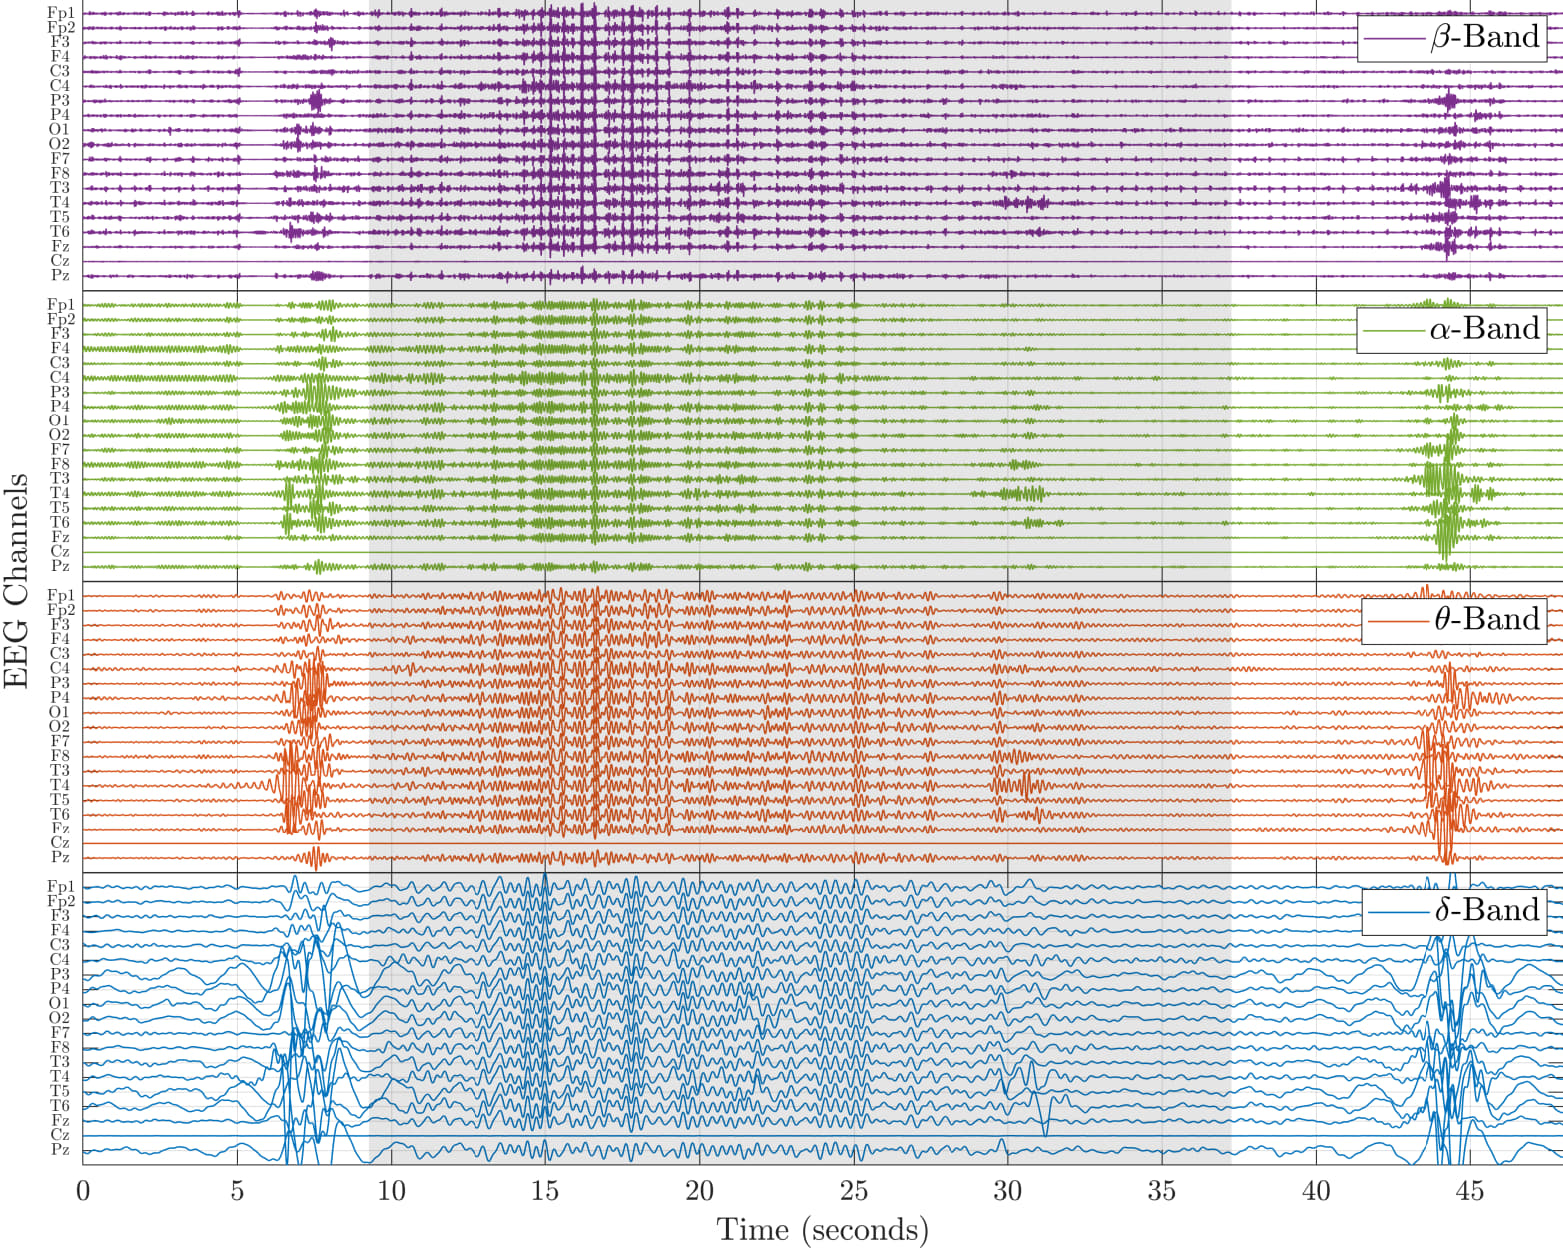 EEG Channels
Fp1
Fp2
F3
F4
C3
C4
P3
P4
O1
O2
F7
F8
T3
T4
T5
T6
Fz
Cz
Pz
β-Band
Fp1
Fp2
F3
F4
C3
C4
P3
P4
O1
O2
F7
F8
T3
T4
T5
T6
Fz
Cz
Pz
α-Band
Fp1
Fp2
F3
F4
C3
C4
P3
P4
O1
O2
F7
F8
T3
T4
T5
T6
Fz
Cz
Pz
θ-Band
Fp1
Fp2
F3
F4
C3
C4
P3
P4
O1
O2
F7
F8
T3
T4
T5
T6
Fz
Cz
Pz
δ-Band
0 5 10 15 20 25 30 35 40 45
Time (seconds)